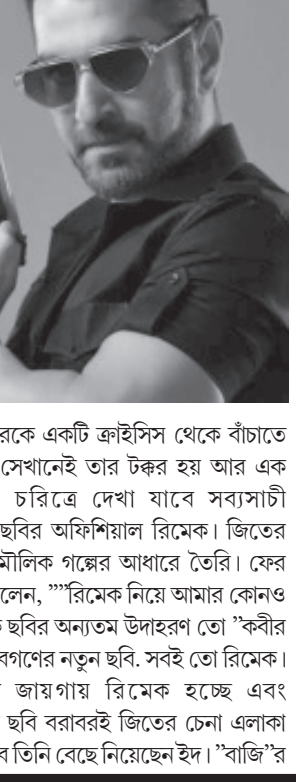 রকে একটি ক্রাইসিস থেকে বাঁচাতে
সেখানেই তার টক্কর হয় আর এক
চরিত্রে দেখা যাবে সব্যসাচী
ছবির অফিশিয়াল রিমেক। জিতের
মৌলিক গল্পের আধারে তৈরি। ফের
লেন, ””রিমেক নিয়ে আমার কোনও
ছবির অন্যতম উদাহরণ তো ”কবীর
বগণের নতুন ছবি. সবই তো রিমেক।
জায়গায় রিমেক হচ্ছে এবং
ছবি বরাবরই জিতের চেনা এলাকা
ব তিনি বেছে নিয়েছেন ইদ। ”বাজি”র